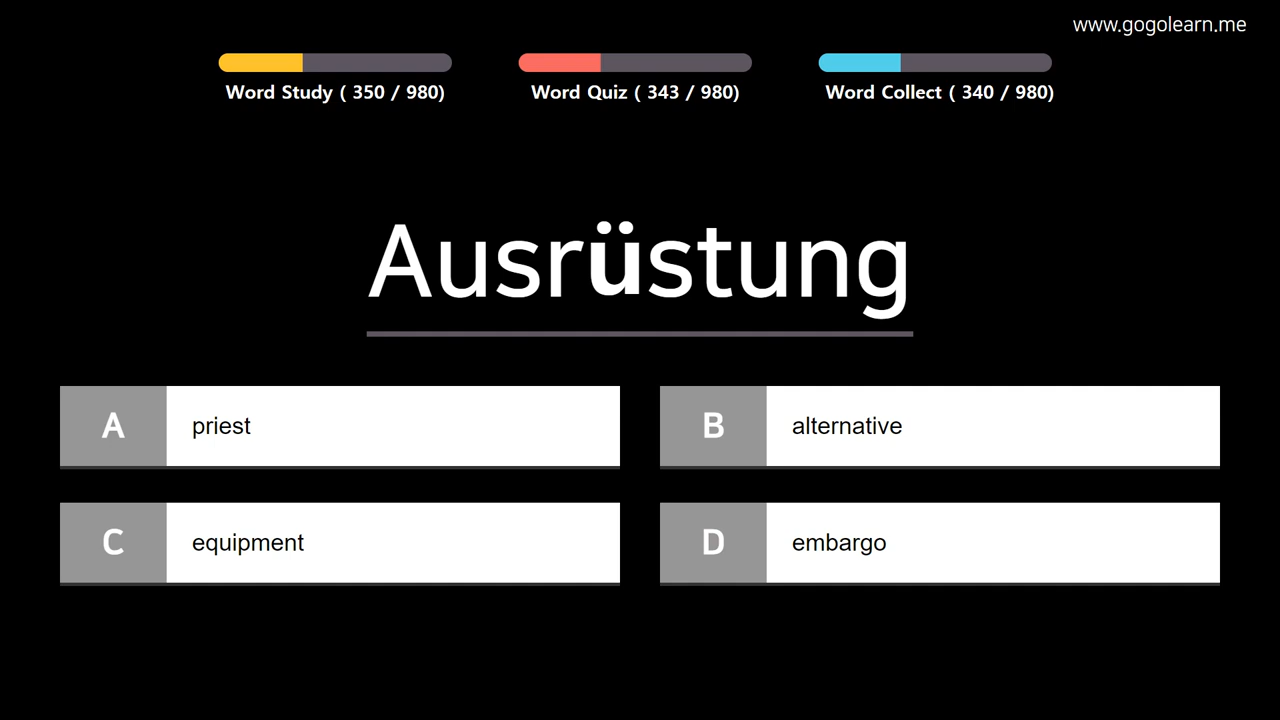 www.gogolearn.me
Word Study ( 350 / 980)
Word Quiz ( 343 / 980)
Word Collect ( 340 / 980)
Ausrüstung
A priest
B alternative
C equipment
D embargo